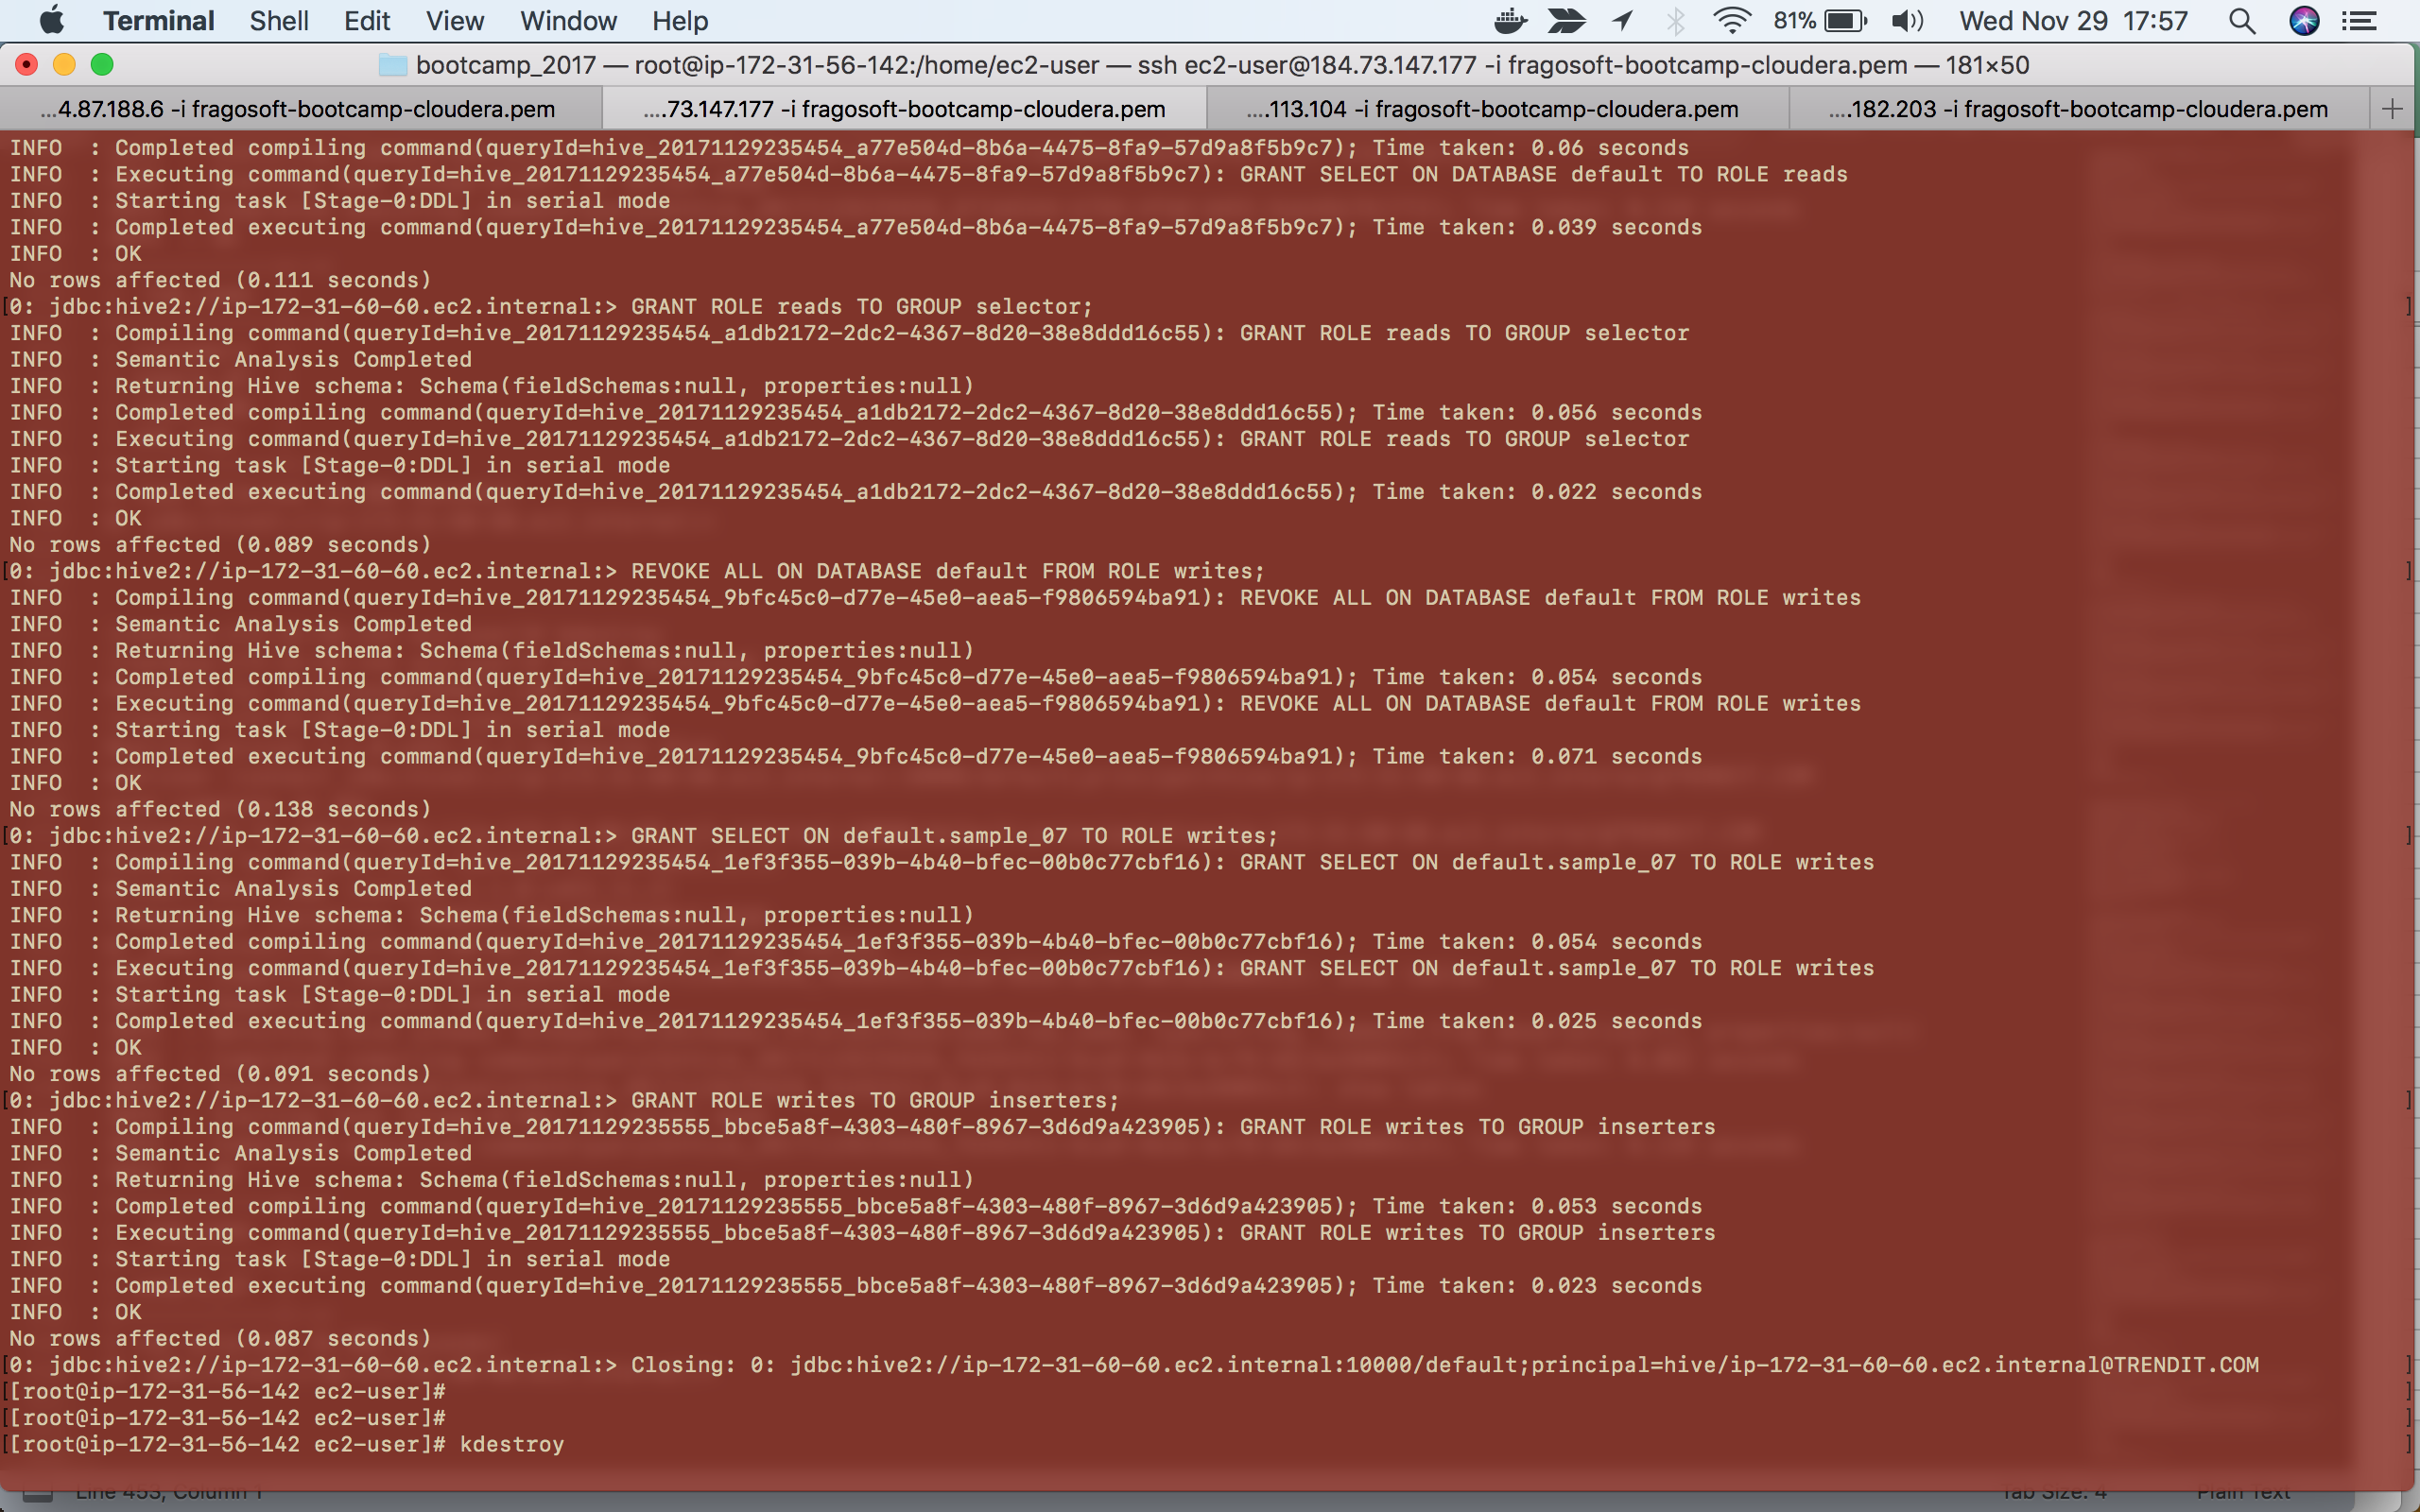 Terminal Shell Edit View Window Help 81% Wed Nov 29 17:57
bootcamp_2017 — root@ip-172-31-56-142:/home/ec2-user — ssh ec2-user@184.73.147.177 -i fragosoft-bootcamp-cloudera.pem — 181×50
...4.87.188.6 -i fragosoft-bootcamp-cloudera.pem ....73.147.177 -i fragosoft-bootcamp-cloudera.pem ....113.104 -i fragosoft-bootcamp-cloudera.pem ....182.203 -i fragosoft-bootcamp-cloudera.pem
INFO  : Completed compiling command(queryId=hive_20171129235454_a77e504d-8b6a-4475-8fa9-57d9a8f5b9c7); Time taken: 0.06 seconds
INFO  : Executing command(queryId=hive_20171129235454_a77e504d-8b6a-4475-8fa9-57d9a8f5b9c7): GRANT SELECT ON DATABASE default TO ROLE reads
INFO  : Starting task [Stage-0:DDL] in serial mode
INFO  : Completed executing command(queryId=hive_20171129235454_a77e504d-8b6a-4475-8fa9-57d9a8f5b9c7); Time taken: 0.039 seconds
INFO  : OK
No rows affected (0.111 seconds)
[0: jdbc:hive2://ip-172-31-60-60.ec2.internal:> GRANT ROLE reads TO GROUP selector; ]
INFO  : Compiling command(queryId=hive_20171129235454_a1db2172-2dc2-4367-8d20-38e8ddd16c55): GRANT ROLE reads TO GROUP selector
INFO  : Semantic Analysis Completed
INFO  : Returning Hive schema: Schema(fieldSchemas:null, properties:null)
INFO  : Completed compiling command(queryId=hive_20171129235454_a1db2172-2dc2-4367-8d20-38e8ddd16c55); Time taken: 0.056 seconds
INFO  : Executing command(queryId=hive_20171129235454_a1db2172-2dc2-4367-8d20-38e8ddd16c55): GRANT ROLE reads TO GROUP selector
INFO  : Starting task [Stage-0:DDL] in serial mode
INFO  : Completed executing command(queryId=hive_20171129235454_a1db2172-2dc2-4367-8d20-38e8ddd16c55); Time taken: 0.022 seconds
INFO  : OK
No rows affected (0.089 seconds)
[0: jdbc:hive2://ip-172-31-60-60.ec2.internal:> REVOKE ALL ON DATABASE default FROM ROLE writes; ]
INFO  : Compiling command(queryId=hive_20171129235454_9bfc45c0-d77e-45e0-aea5-f9806594ba91): REVOKE ALL ON DATABASE default FROM ROLE writes
INFO  : Semantic Analysis Completed
INFO  : Returning Hive schema: Schema(fieldSchemas:null, properties:null)
INFO  : Completed compiling command(queryId=hive_20171129235454_9bfc45c0-d77e-45e0-aea5-f9806594ba91); Time taken: 0.054 seconds
INFO  : Executing command(queryId=hive_20171129235454_9bfc45c0-d77e-45e0-aea5-f9806594ba91): REVOKE ALL ON DATABASE default FROM ROLE writes
INFO  : Starting task [Stage-0:DDL] in serial mode
INFO  : Completed executing command(queryId=hive_20171129235454_9bfc45c0-d77e-45e0-aea5-f9806594ba91); Time taken: 0.071 seconds
INFO  : OK
No rows affected (0.138 seconds)
[0: jdbc:hive2://ip-172-31-60-60.ec2.internal:> GRANT SELECT ON default.sample_07 TO ROLE writes; ]
INFO  : Compiling command(queryId=hive_20171129235454_1ef3f355-039b-4b40-bfec-00b0c77cbf16): GRANT SELECT ON default.sample_07 TO ROLE writes
INFO  : Semantic Analysis Completed
INFO  : Returning Hive schema: Schema(fieldSchemas:null, properties:null)
INFO  : Completed compiling command(queryId=hive_20171129235454_1ef3f355-039b-4b40-bfec-00b0c77cbf16); Time taken: 0.054 seconds
INFO  : Executing command(queryId=hive_20171129235454_1ef3f355-039b-4b40-bfec-00b0c77cbf16): GRANT SELECT ON default.sample_07 TO ROLE writes
INFO  : Starting task [Stage-0:DDL] in serial mode
INFO  : Completed executing command(queryId=hive_20171129235454_1ef3f355-039b-4b40-bfec-00b0c77cbf16); Time taken: 0.025 seconds
INFO  : OK
No rows affected (0.091 seconds)
[0: jdbc:hive2://ip-172-31-60-60.ec2.internal:> GRANT ROLE writes TO GROUP inserters; ]
INFO  : Compiling command(queryId=hive_20171129235555_bbce5a8f-4303-480f-8967-3d6d9a423905): GRANT ROLE writes TO GROUP inserters
INFO  : Semantic Analysis Completed
INFO  : Returning Hive schema: Schema(fieldSchemas:null, properties:null)
INFO  : Completed compiling command(queryId=hive_20171129235555_bbce5a8f-4303-480f-8967-3d6d9a423905); Time taken: 0.053 seconds
INFO  : Executing command(queryId=hive_20171129235555_bbce5a8f-4303-480f-8967-3d6d9a423905): GRANT ROLE writes TO GROUP inserters
INFO  : Starting task [Stage-0:DDL] in serial mode
INFO  : Completed executing command(queryId=hive_20171129235555_bbce5a8f-4303-480f-8967-3d6d9a423905); Time taken: 0.023 seconds
INFO  : OK
No rows affected (0.087 seconds)
[0: jdbc:hive2://ip-172-31-60-60.ec2.internal:> Closing: 0: jdbc:hive2://ip-172-31-60-60.ec2.internal:10000/default;principal=hive/ip-172-31-60-60.ec2.internal@TRENDIT.COM ]
[[root@ip-172-31-56-142 ec2-user]# ]
[[root@ip-172-31-56-142 ec2-user]# ]
[[root@ip-172-31-56-142 ec2-user]# kdestroy ]
Line 453, Column 1 Tab Size: 4 Plain Text